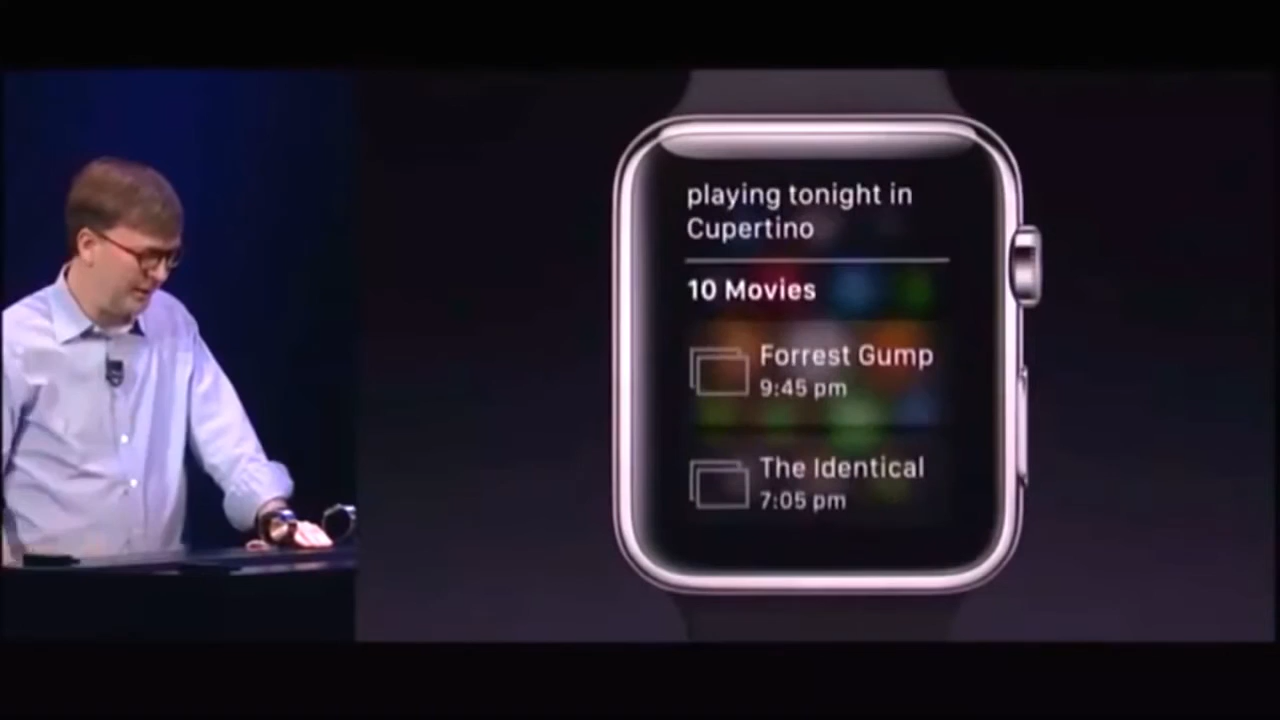 playing tonight in
Cupertino
10 Movies
Forrest Gump
9:45 pm
The Identical
7:05 pm